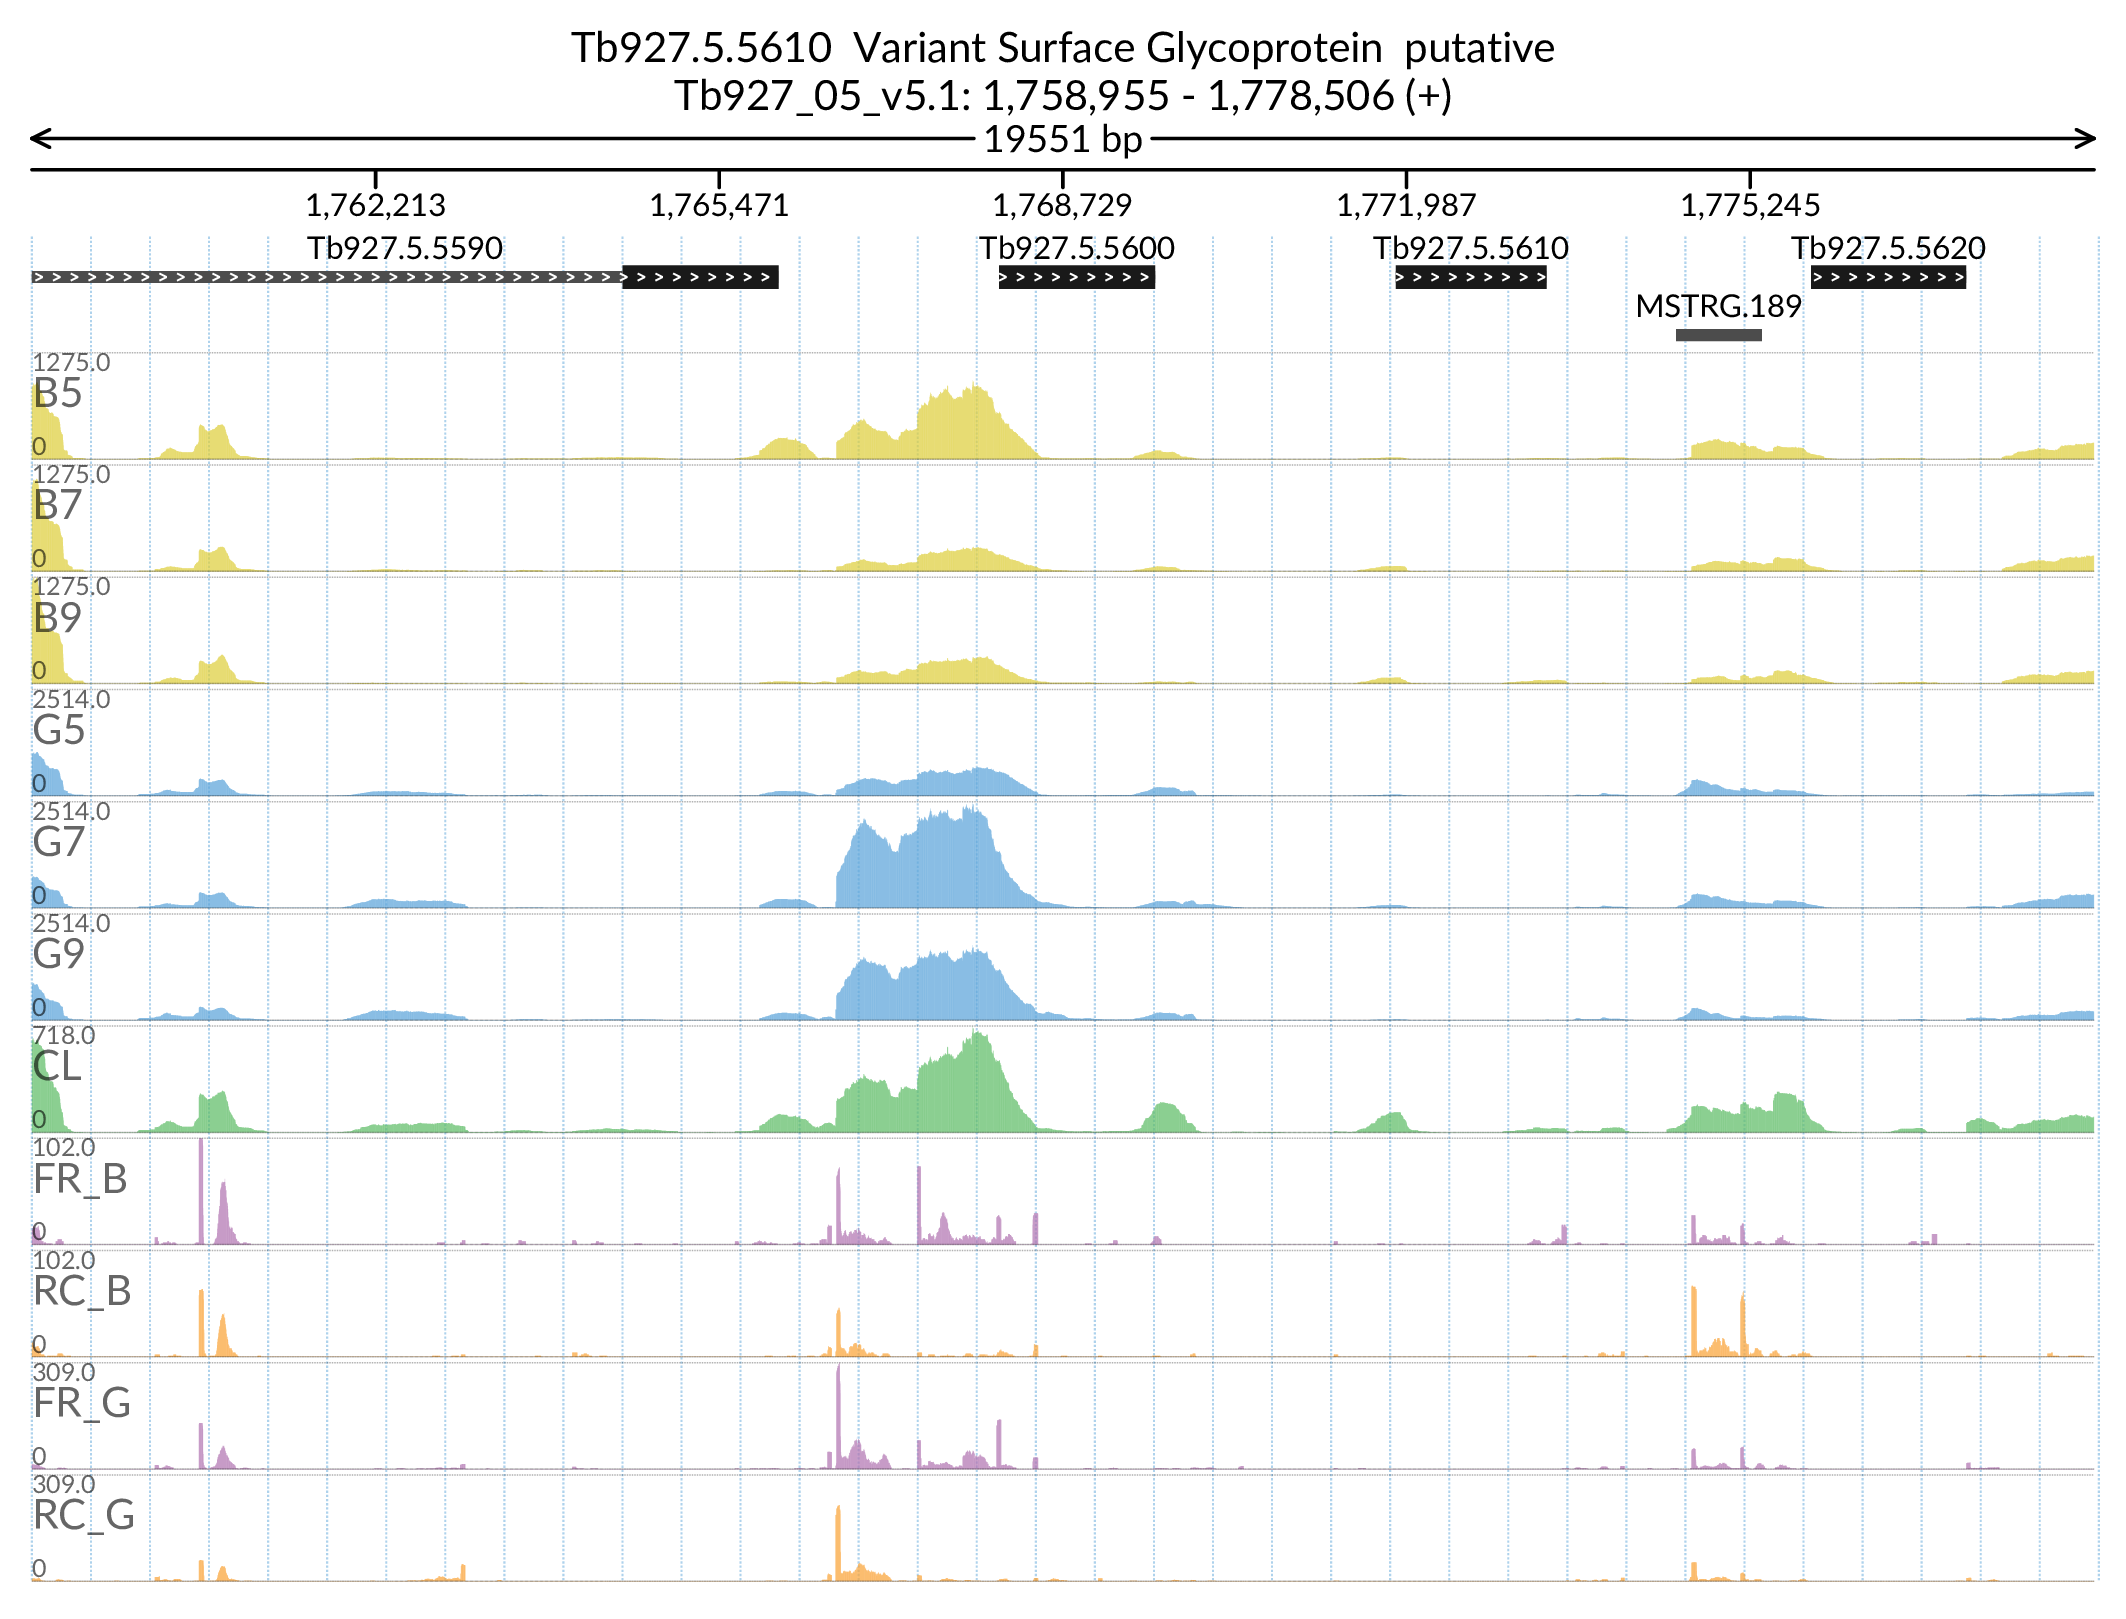 Tb927.5.5610  Variant Surface Glycoprotein  putative
Tb927_05_v5.1: 1,758,955 - 1,778,506 (+)
19551 bp
1,762,213 1,765,471 1,768,729 1,771,987 1,775,245
Tb927.5.5590 Tb927.5.5600 Tb927.5.5610 Tb927.5.5620
MSTRG.189
1275.0
B5
0
1275.0
B7
0
1275.0
B9
0
2514.0
G5
0
2514.0
G7
0
2514.0
G9
0
718.0
CL
0
102.0
FR_B
0
102.0
RC_B
0
309.0
FR_G
0
309.0
RC_G
0